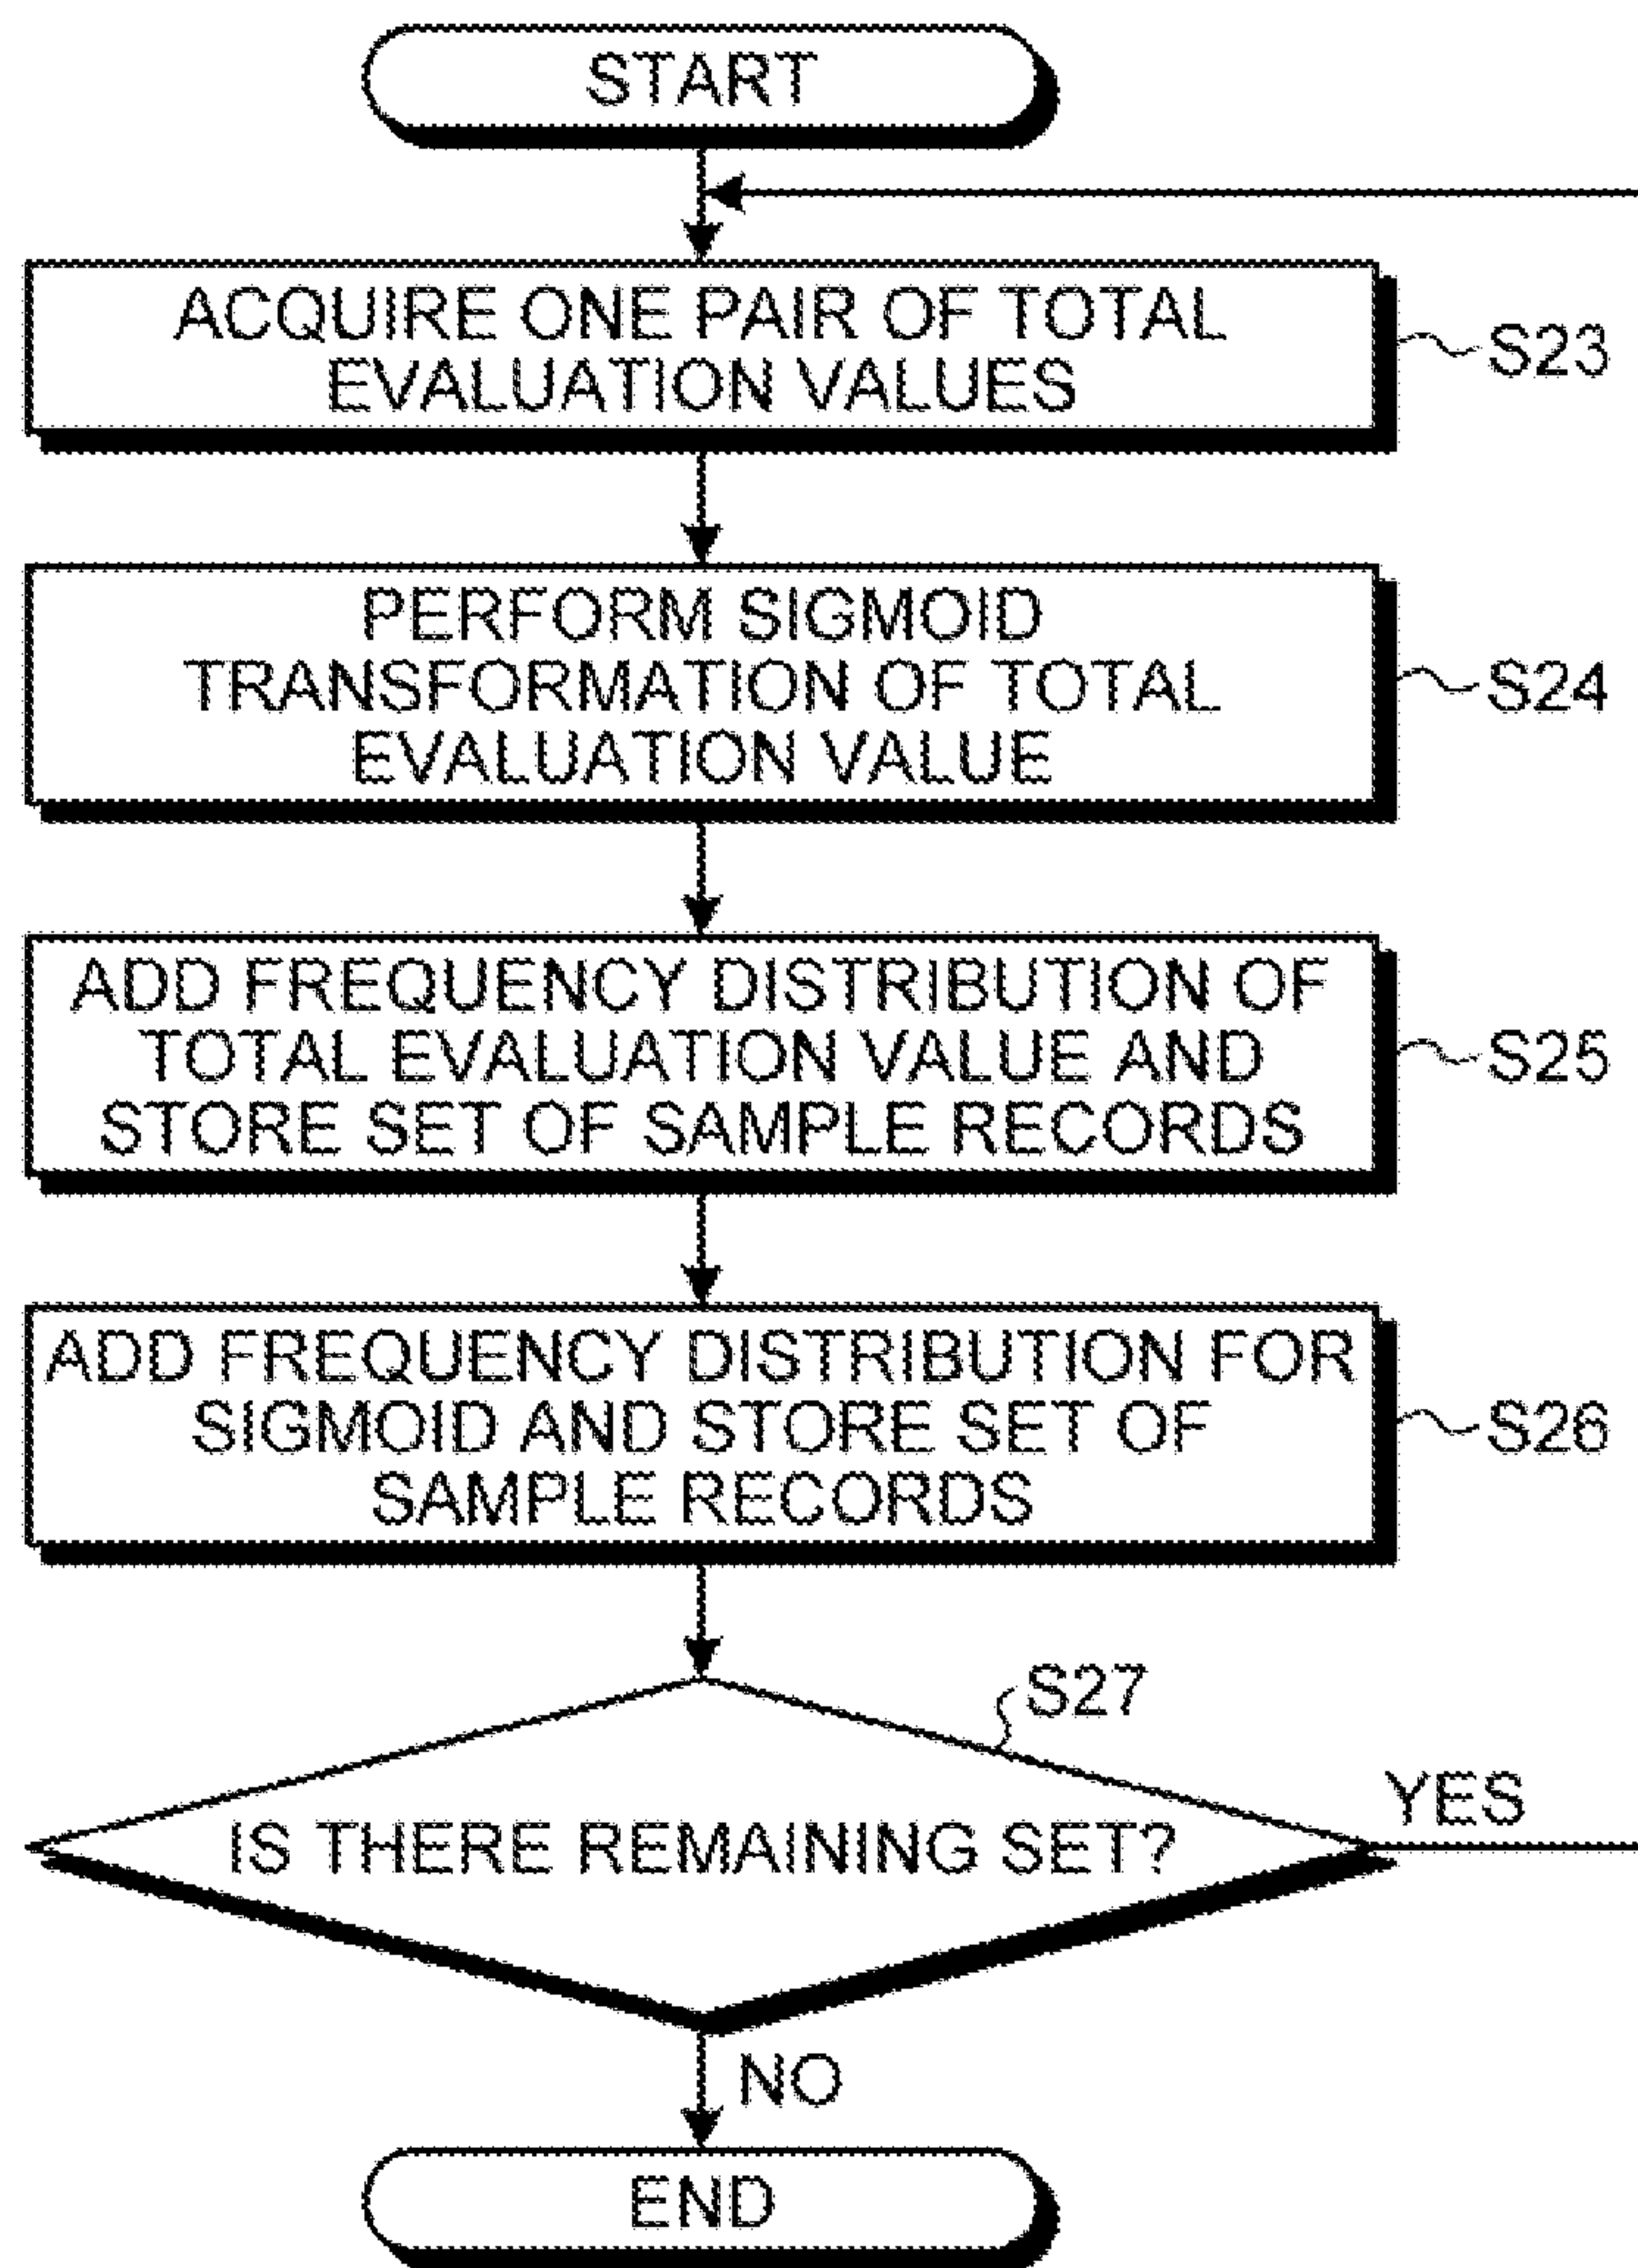 START
ACQUIRE ONE PAIR OF TOTAL
EVALUATION VALUES
S23
PERFORM SIGMOID
TRANSFORMATION OF TOTAL
EVALUATION VALUE
S24
ADD FREQUENCY DISTRIBUTION OF
TOTAL EVALUATION VALUE AND
STORE SET OF SAMPLE RECORDS
S25
ADD FREQUENCY DISTRIBUTION FOR
SIGMOID AND STORE SET OF
SAMPLE RECORDS
S26
S27
IS THERE REMAINING SET?
YES
NO
END